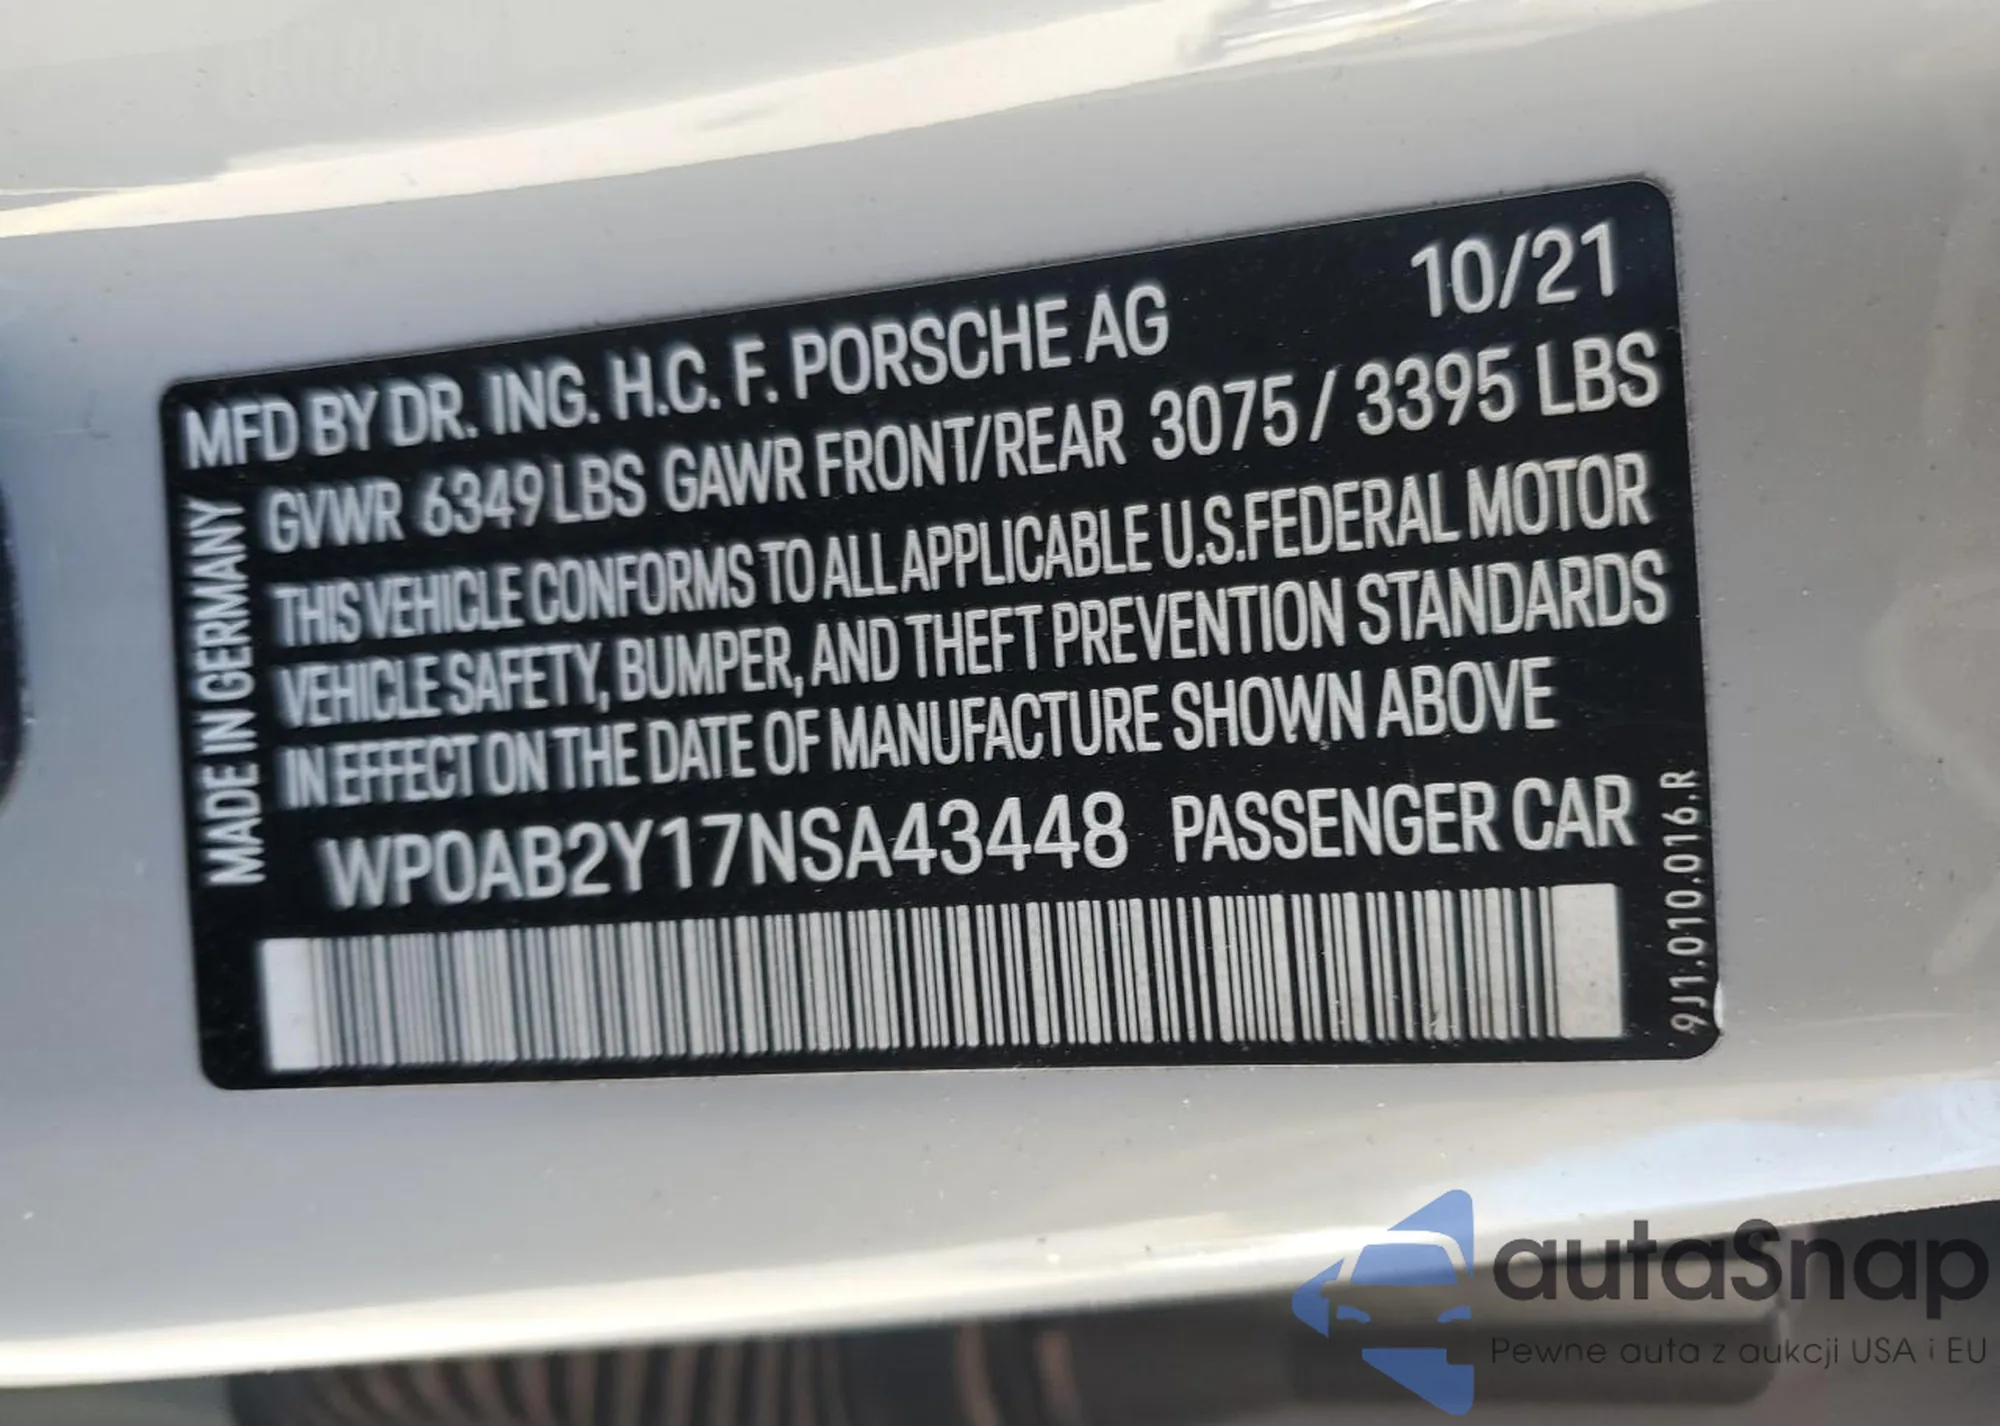 10/21
MFD BY DR. ING. H.C. F. PORSCHE AG
GVWR 6349 LBS GAWR FRONT/REAR 3075 / 3395 LBS
THIS VEHICLE CONFORMS TO ALL APPLICABLE U.S.FEDERAL MOTOR
VEHICLE SAFETY, BUMPER, AND THEFT PREVENTION STANDARDS
IN EFFECT ON THE DATE OF MANUFACTURE SHOWN ABOVE
WP0AB2Y17NSA43448 PASSENGER CAR
MADE IN GERMANY
9J1.010.016.R
autaSnap
Pewne auta z aukcji USA i EU